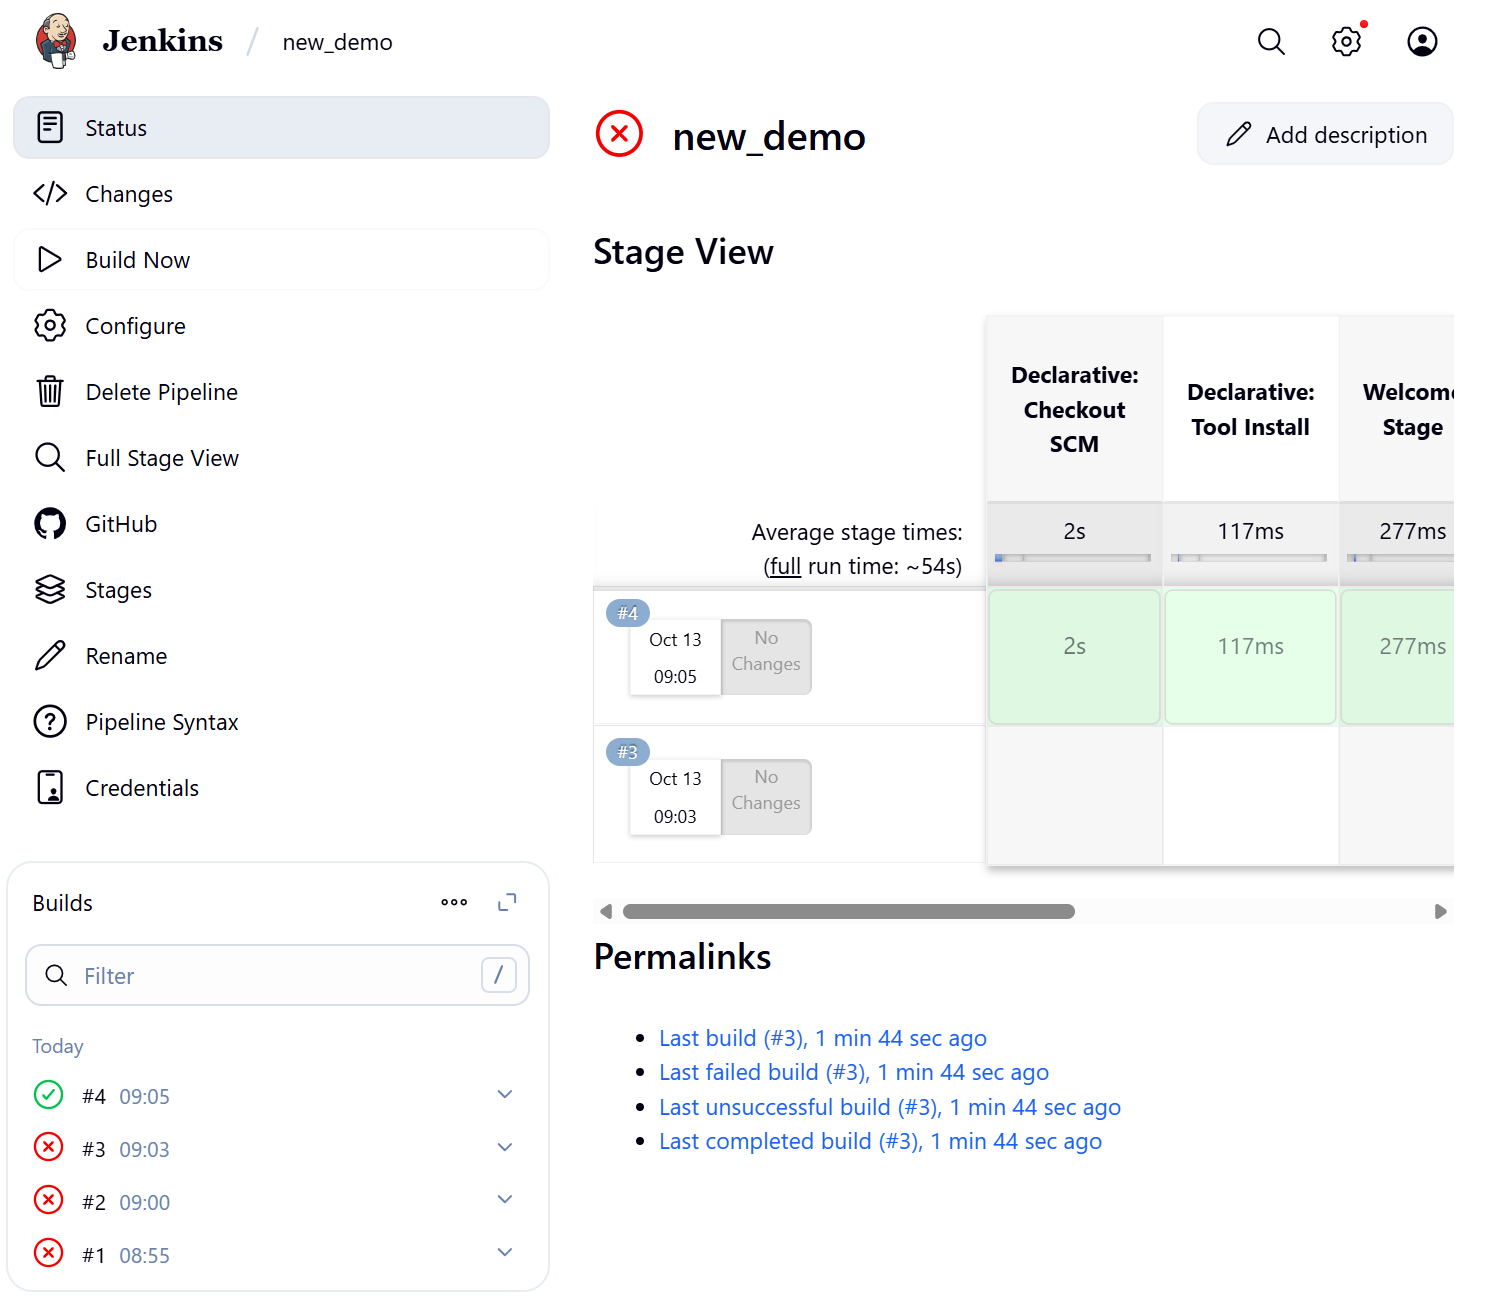 Jenkins / new_demo
Status
Changes
Build Now
Configure
Delete Pipeline
Full Stage View
GitHub
Stages
Rename
Pipeline Syntax
Credentials
Builds
Filter /
Today
#4 09:05
#3 09:03
#2 09:00
#1 08:55
new_demo
Add description
Stage View
Declarative:
Checkout
SCM
Declarative:
Tool Install
Welcome
Stage
Average stage times:
(full run time: ~54s)
2s
117ms
277ms
#4
Oct 13
09:05
No
Changes
2s
117ms
277ms
#3
Oct 13
09:03
No
Changes
Permalinks
Last build (#3), 1 min 44 sec ago
Last failed build (#3), 1 min 44 sec ago
Last unsuccessful build (#3), 1 min 44 sec ago
Last completed build (#3), 1 min 44 sec ago